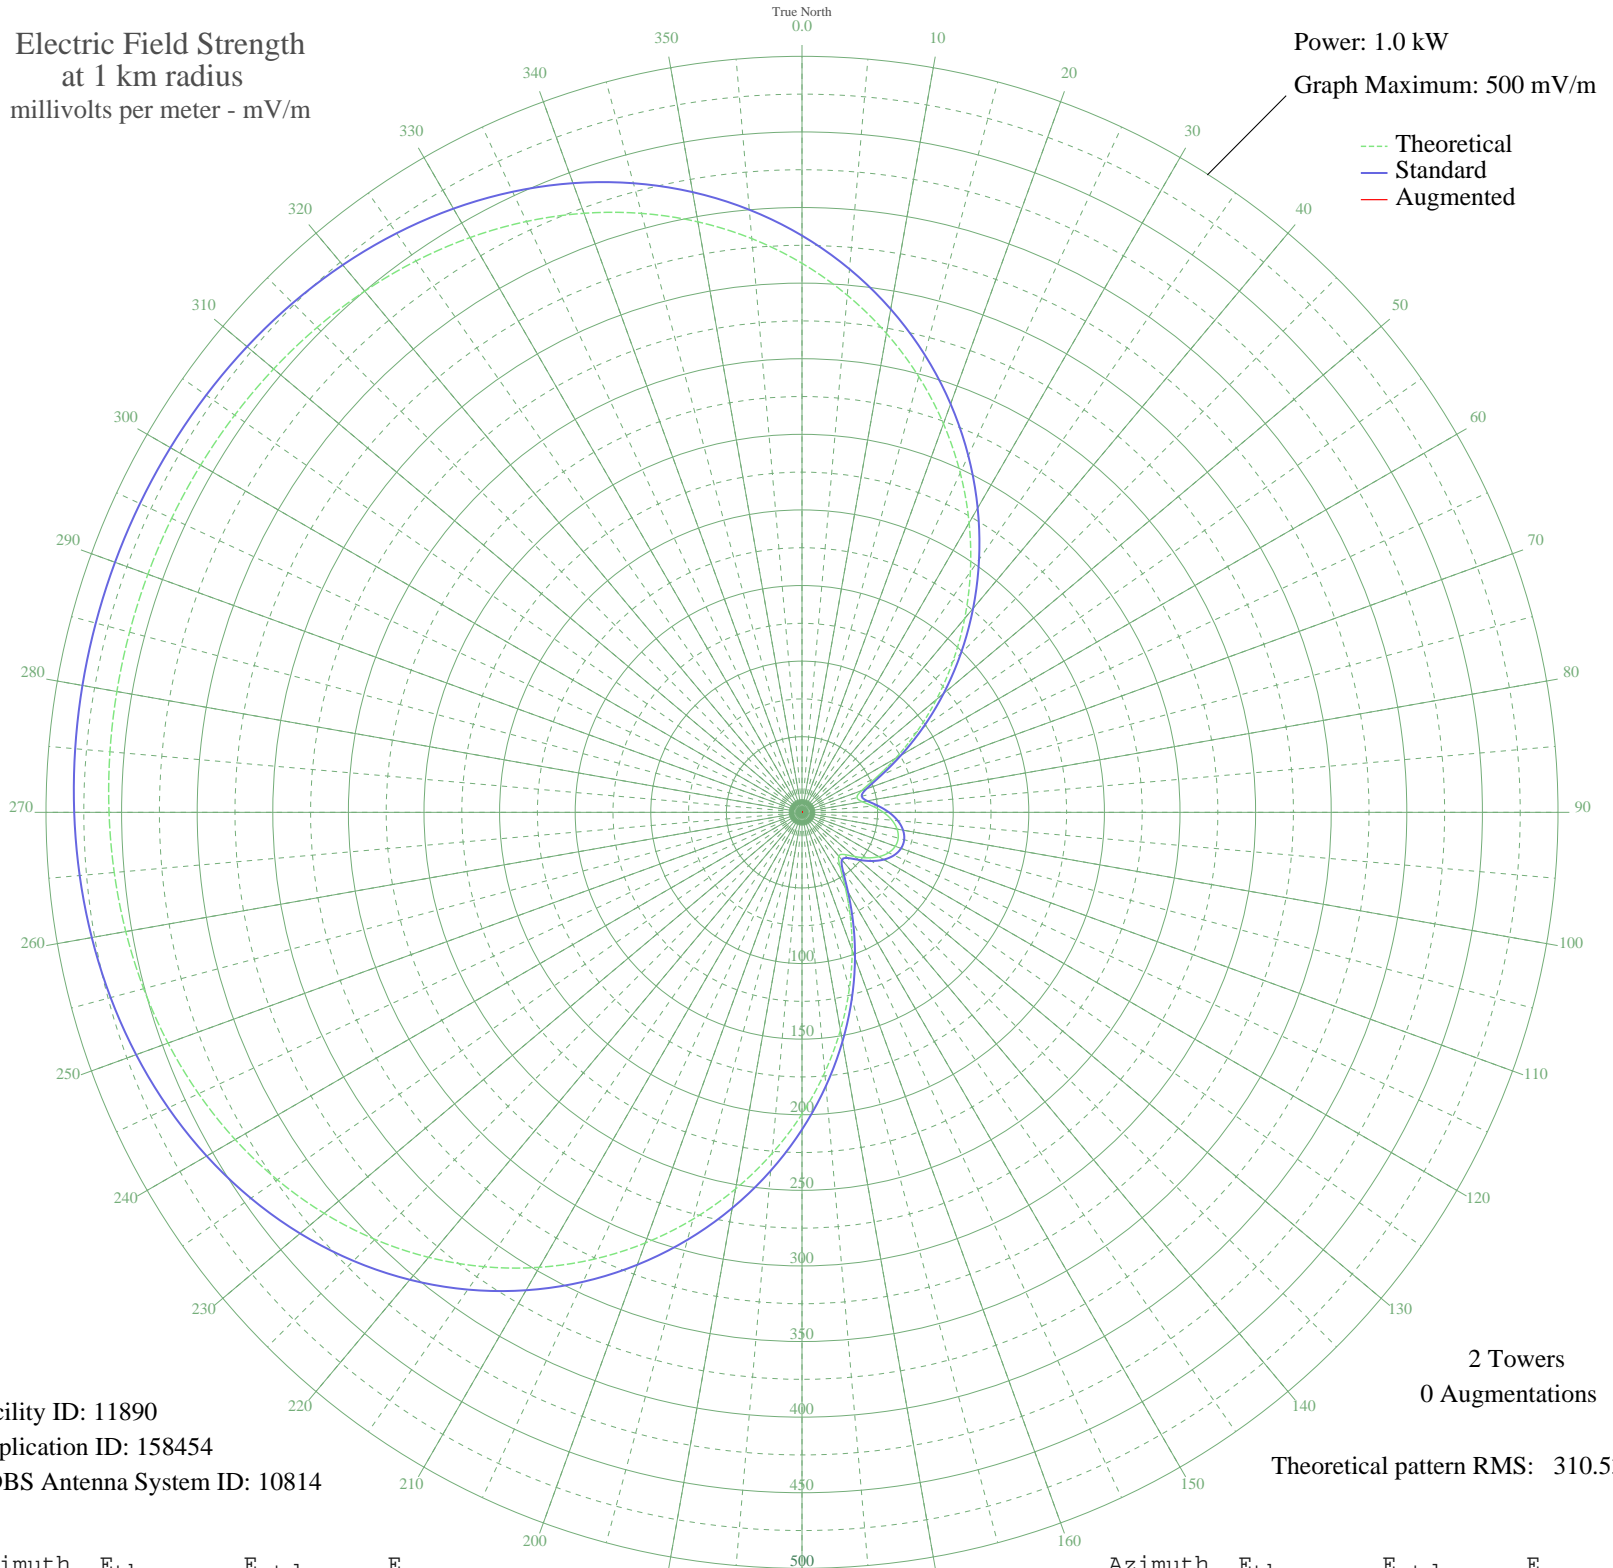 True North
0.0
Electric Field Strength
at 1 km radius
millivolts per meter - mV/m
Power: 1.0 kW
Graph Maximum: 500 mV/m
Theoretical
Standard
Augmented
10
20
30
40
50
60
70
80
90
100
110
120
130
140
150
160
200
210
220
230
240
250
260
270
280
290
300
310
320
330
340
350
100
150
200
250
300
350
400
450
500
2 Towers
0 Augmentations
Theoretical pattern RMS: 310.5
cility ID: 11890
plication ID: 158454
DBS Antenna System ID: 10814
imuth E E E
Azimuth E E E